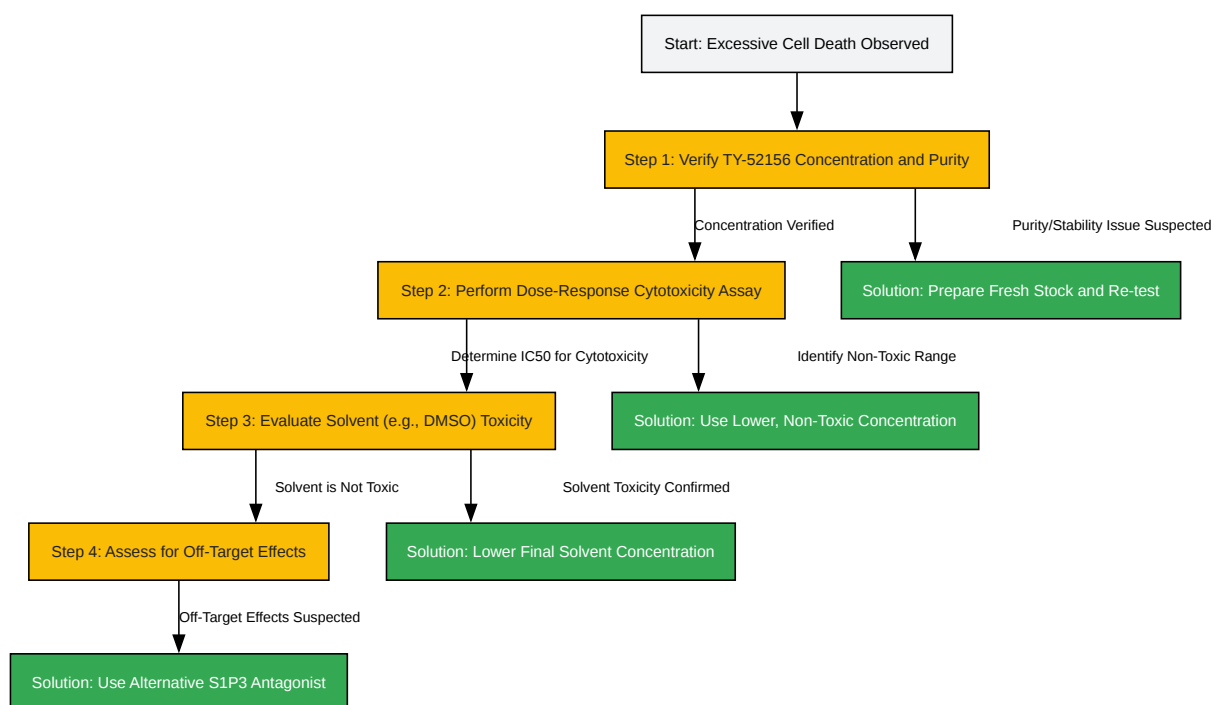 Start: Excessive Cell Death Observed
Step 1: Verify TY-52156 Concentration and Purity
Concentration Verified
Purity/Stability Issue Suspected
Step 2: Perform Dose-Response Cytotoxicity Assay
Solution: Prepare Fresh Stock and Re-test
Determine IC50 for Cytotoxicity
Identify Non-Toxic Range
Step 3: Evaluate Solvent (e.g., DMSO) Toxicity
Solution: Use Lower, Non-Toxic Concentration
Solvent is Not Toxic
Solvent Toxicity Confirmed
Step 4: Assess for Off-Target Effects
Solution: Lower Final Solvent Concentration
Off-Target Effects Suspected
Solution: Use Alternative S1P3 Antagonist